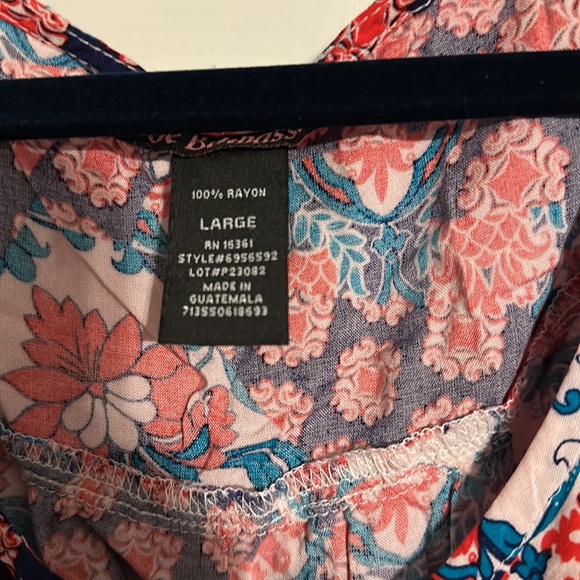 100% RAYON
LARGE
RN 16361
STYLE#6956592
LOT#P23082
MADE IN
GUATEMALA
713550618693